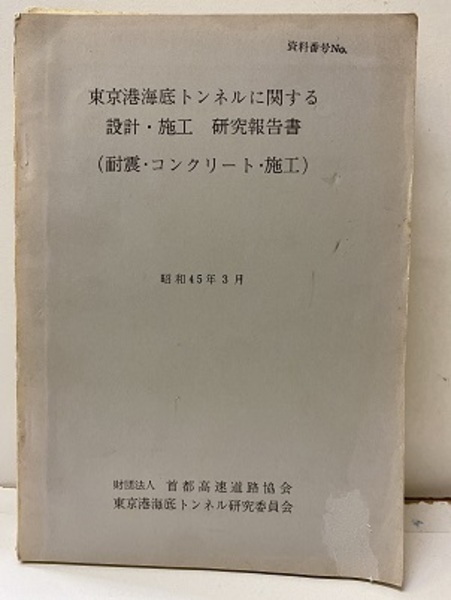 資料番号No.
東京港海底トンネルに関する
設計・施工 研究報告書
(耐震・コンクリート・施工)
昭和45年3月
財団法人 首都高速道路協会
東京港海底トンネル研究委員会